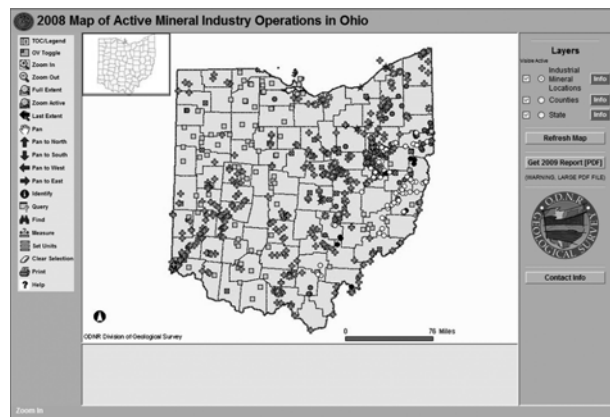 2008 Map of Active Mineral Industry Operations in Ohio
TOC/Legend
OV Toggle
Zoom In
Zoom Out
Full Extent
Zoom Active
Last Extent
Pan
Pan to North
Pan to South
Pan to West
Pan to East
Identify
Query
Find
Measure
Set Units
Clear Selection
Print
? Help
ODNR Division of Geological Survey
0 76 Miles
Layers
Visible Active
Industrial
Mineral
Locations
Info
Counties
Info
State
Info
Refresh Map
Get 2009 Report [PDF]
(WARNING, LARGE PDF FILE)
O.D.N.R.
GEOLOGICAL SURVEY
Contact Info
Zoom In